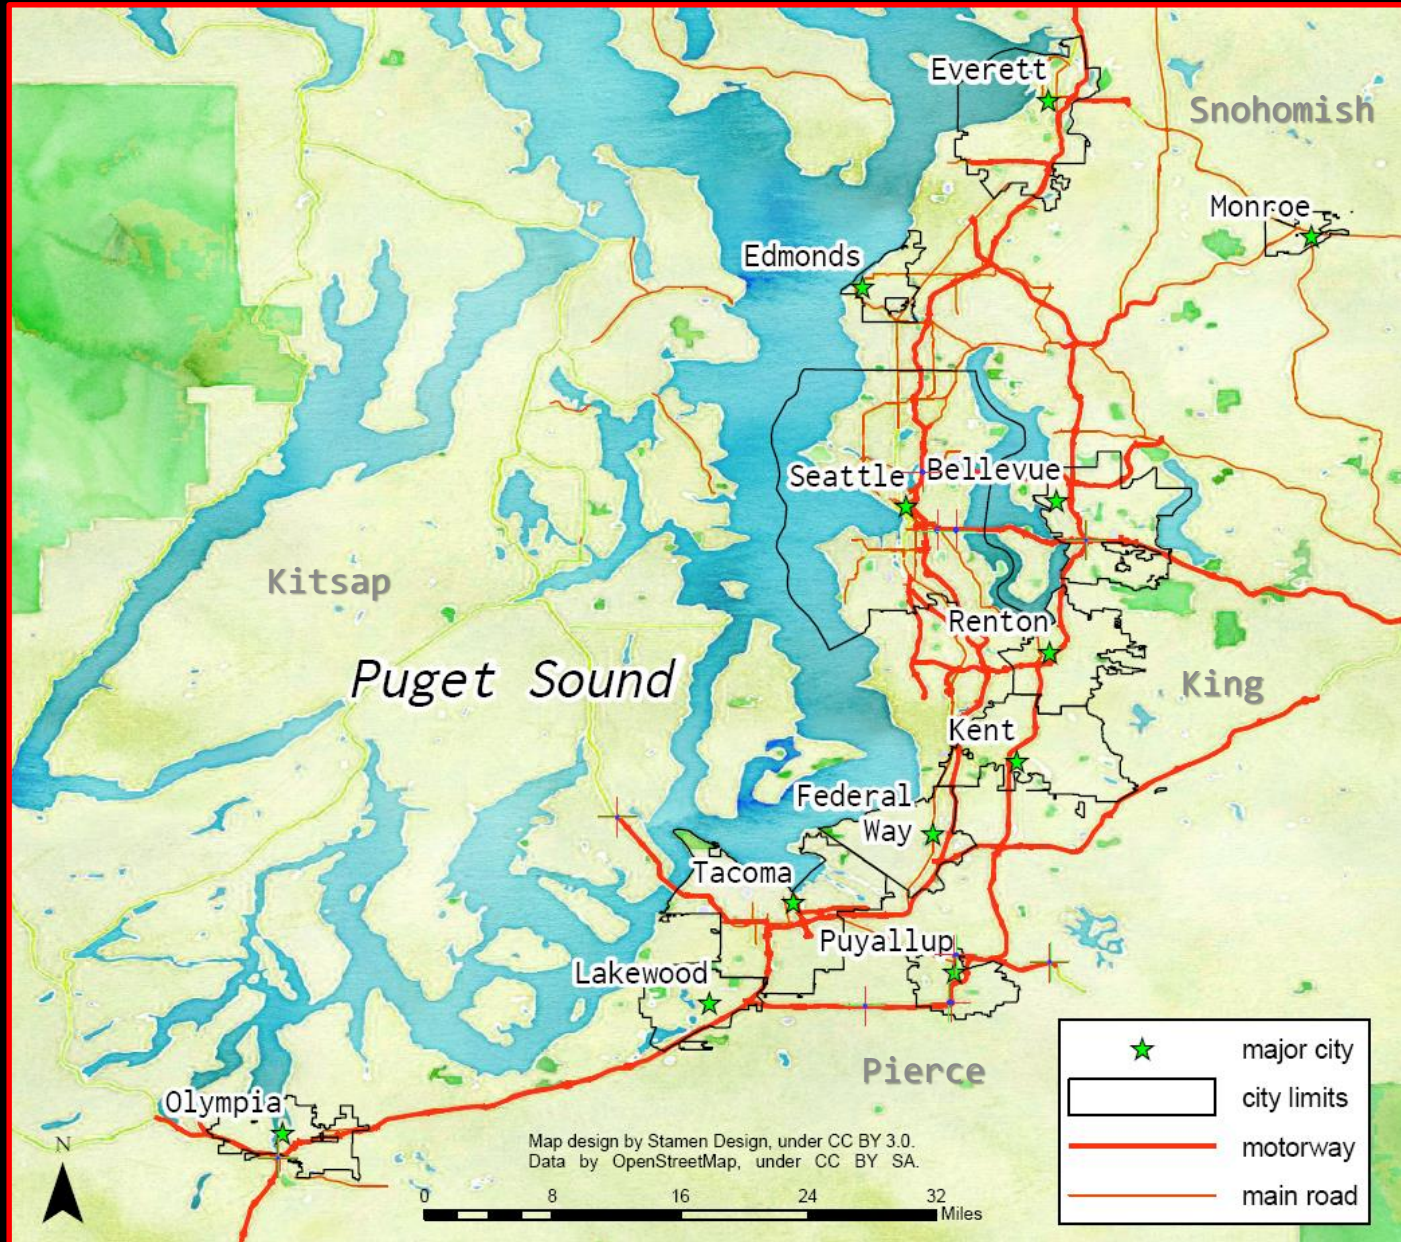 Everett
Snohomish
Monroe
Edmonds
Seattle
Bellevue
Kitsap
Renton
Puget Sound
King
Kent
Federal
Way
Tacoma
Puyallup
Lakewood
Pierce
Olympia
N
Map design by Stamen Design, under CC BY 3.0.
Data by OpenStreetMap, under CC BY SA.
0 8 16 24 32
Miles
major city
city limits
motorway
main road